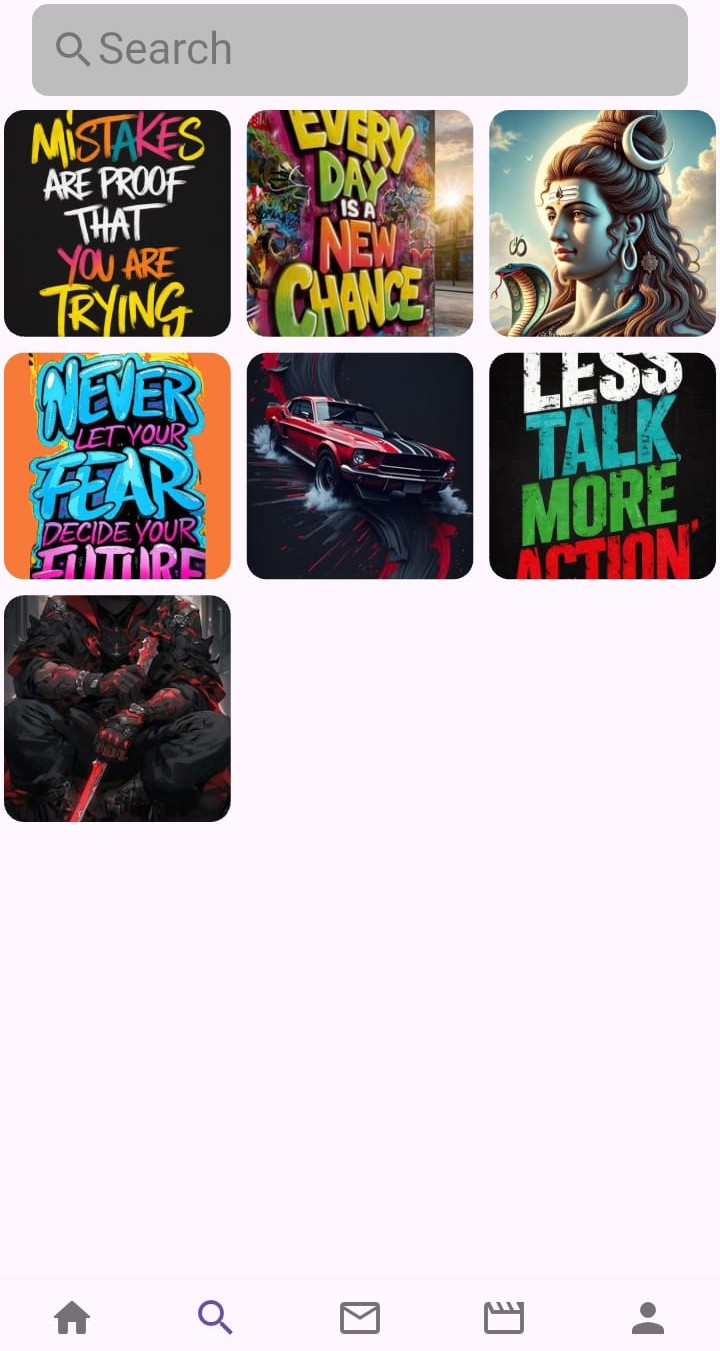 Search
MiSTAKES
ARE PROOF
THAT
YOU ARE
TRYING
EVERY
DAY
IS A
NEW
CHANCE
ॐ
NEVER
LET YOUR
FEAR
DECIDE YOUR
FUTURE
LESS
TALK,
MORE
ACTION'